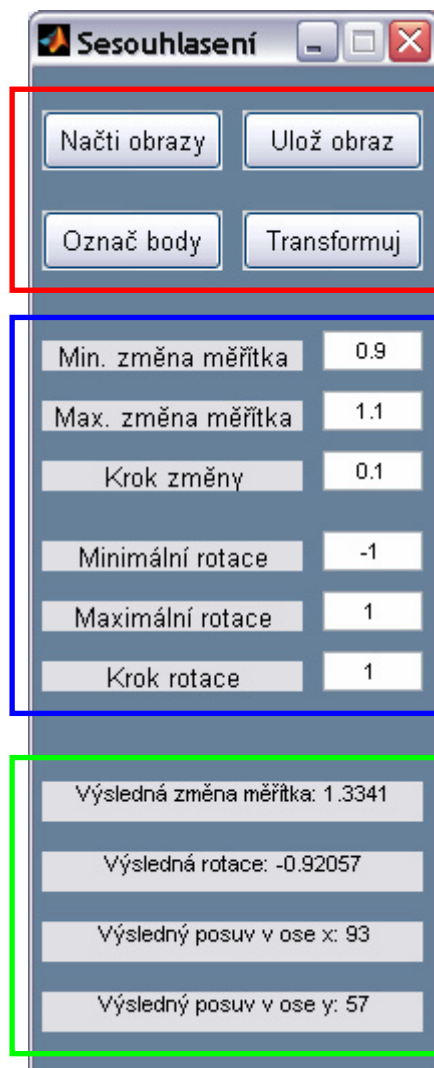 Sesouhlasení
Načti obrazy
Ulož obraz
Označ body
Transformuj
Min. změna měřítka
0.9
Max. změna měřítka
1.1
Krok změny
0.1
Minimální rotace
-1
Maximální rotace
1
Krok rotace
1
Výsledná změna měřítka: 1.3341
Výsledná rotace: -0.92057
Výsledný posuv v ose x: 93
Výsledný posuv v ose y: 57